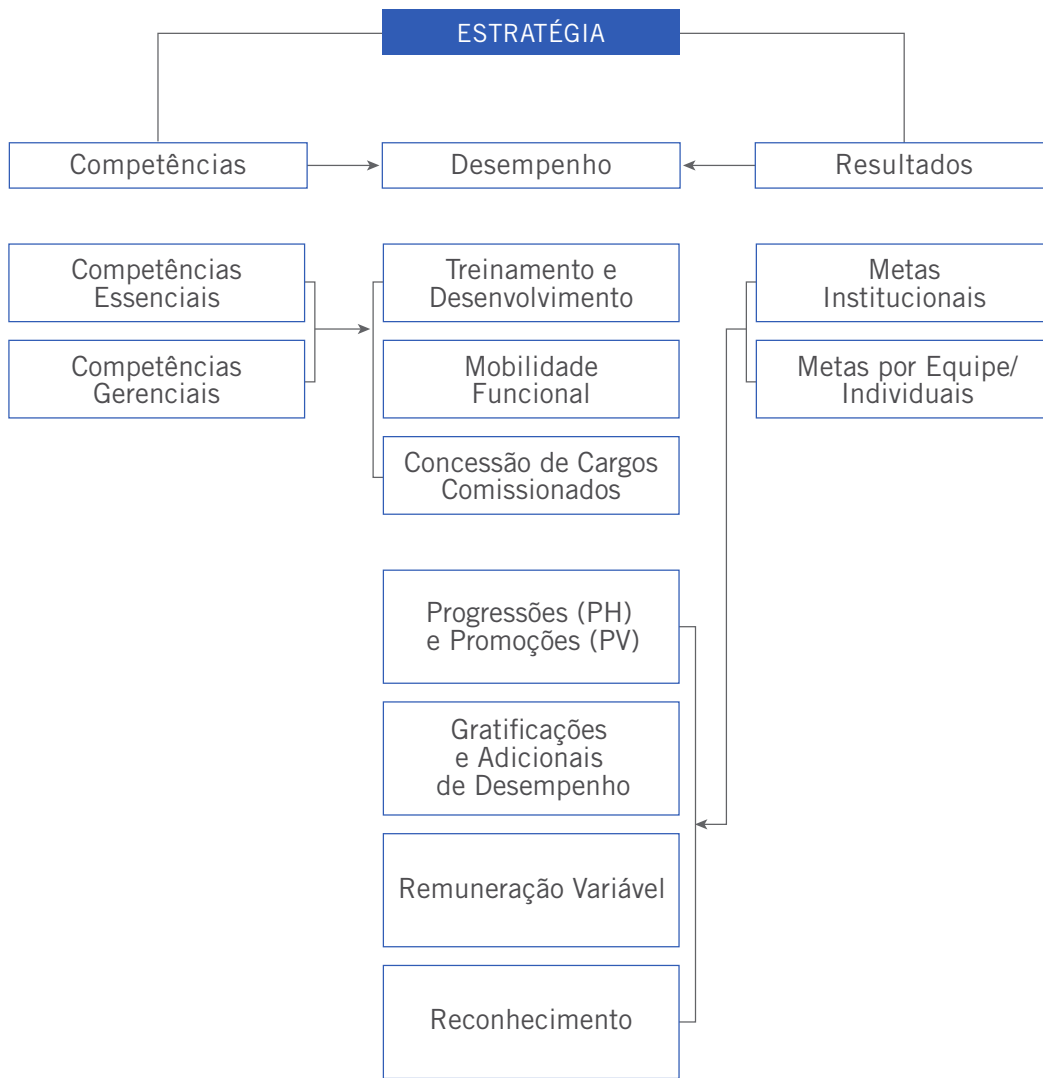 ESTRATÉGIA
Competências
Desempenho
Resultados
Competências
Essenciais
Treinamento e
Desenvolvimento
Metas
Institucionais
Competências
Gerenciais
Mobilidade
Funcional
Metas por Equipe/
Individuais
Concessão de Cargos
Comissionados
Progressões (PH)
e Promoções (PV)
Gratificações
e Adicionais
de Desempenho
Remuneração Variável
Reconhecimento